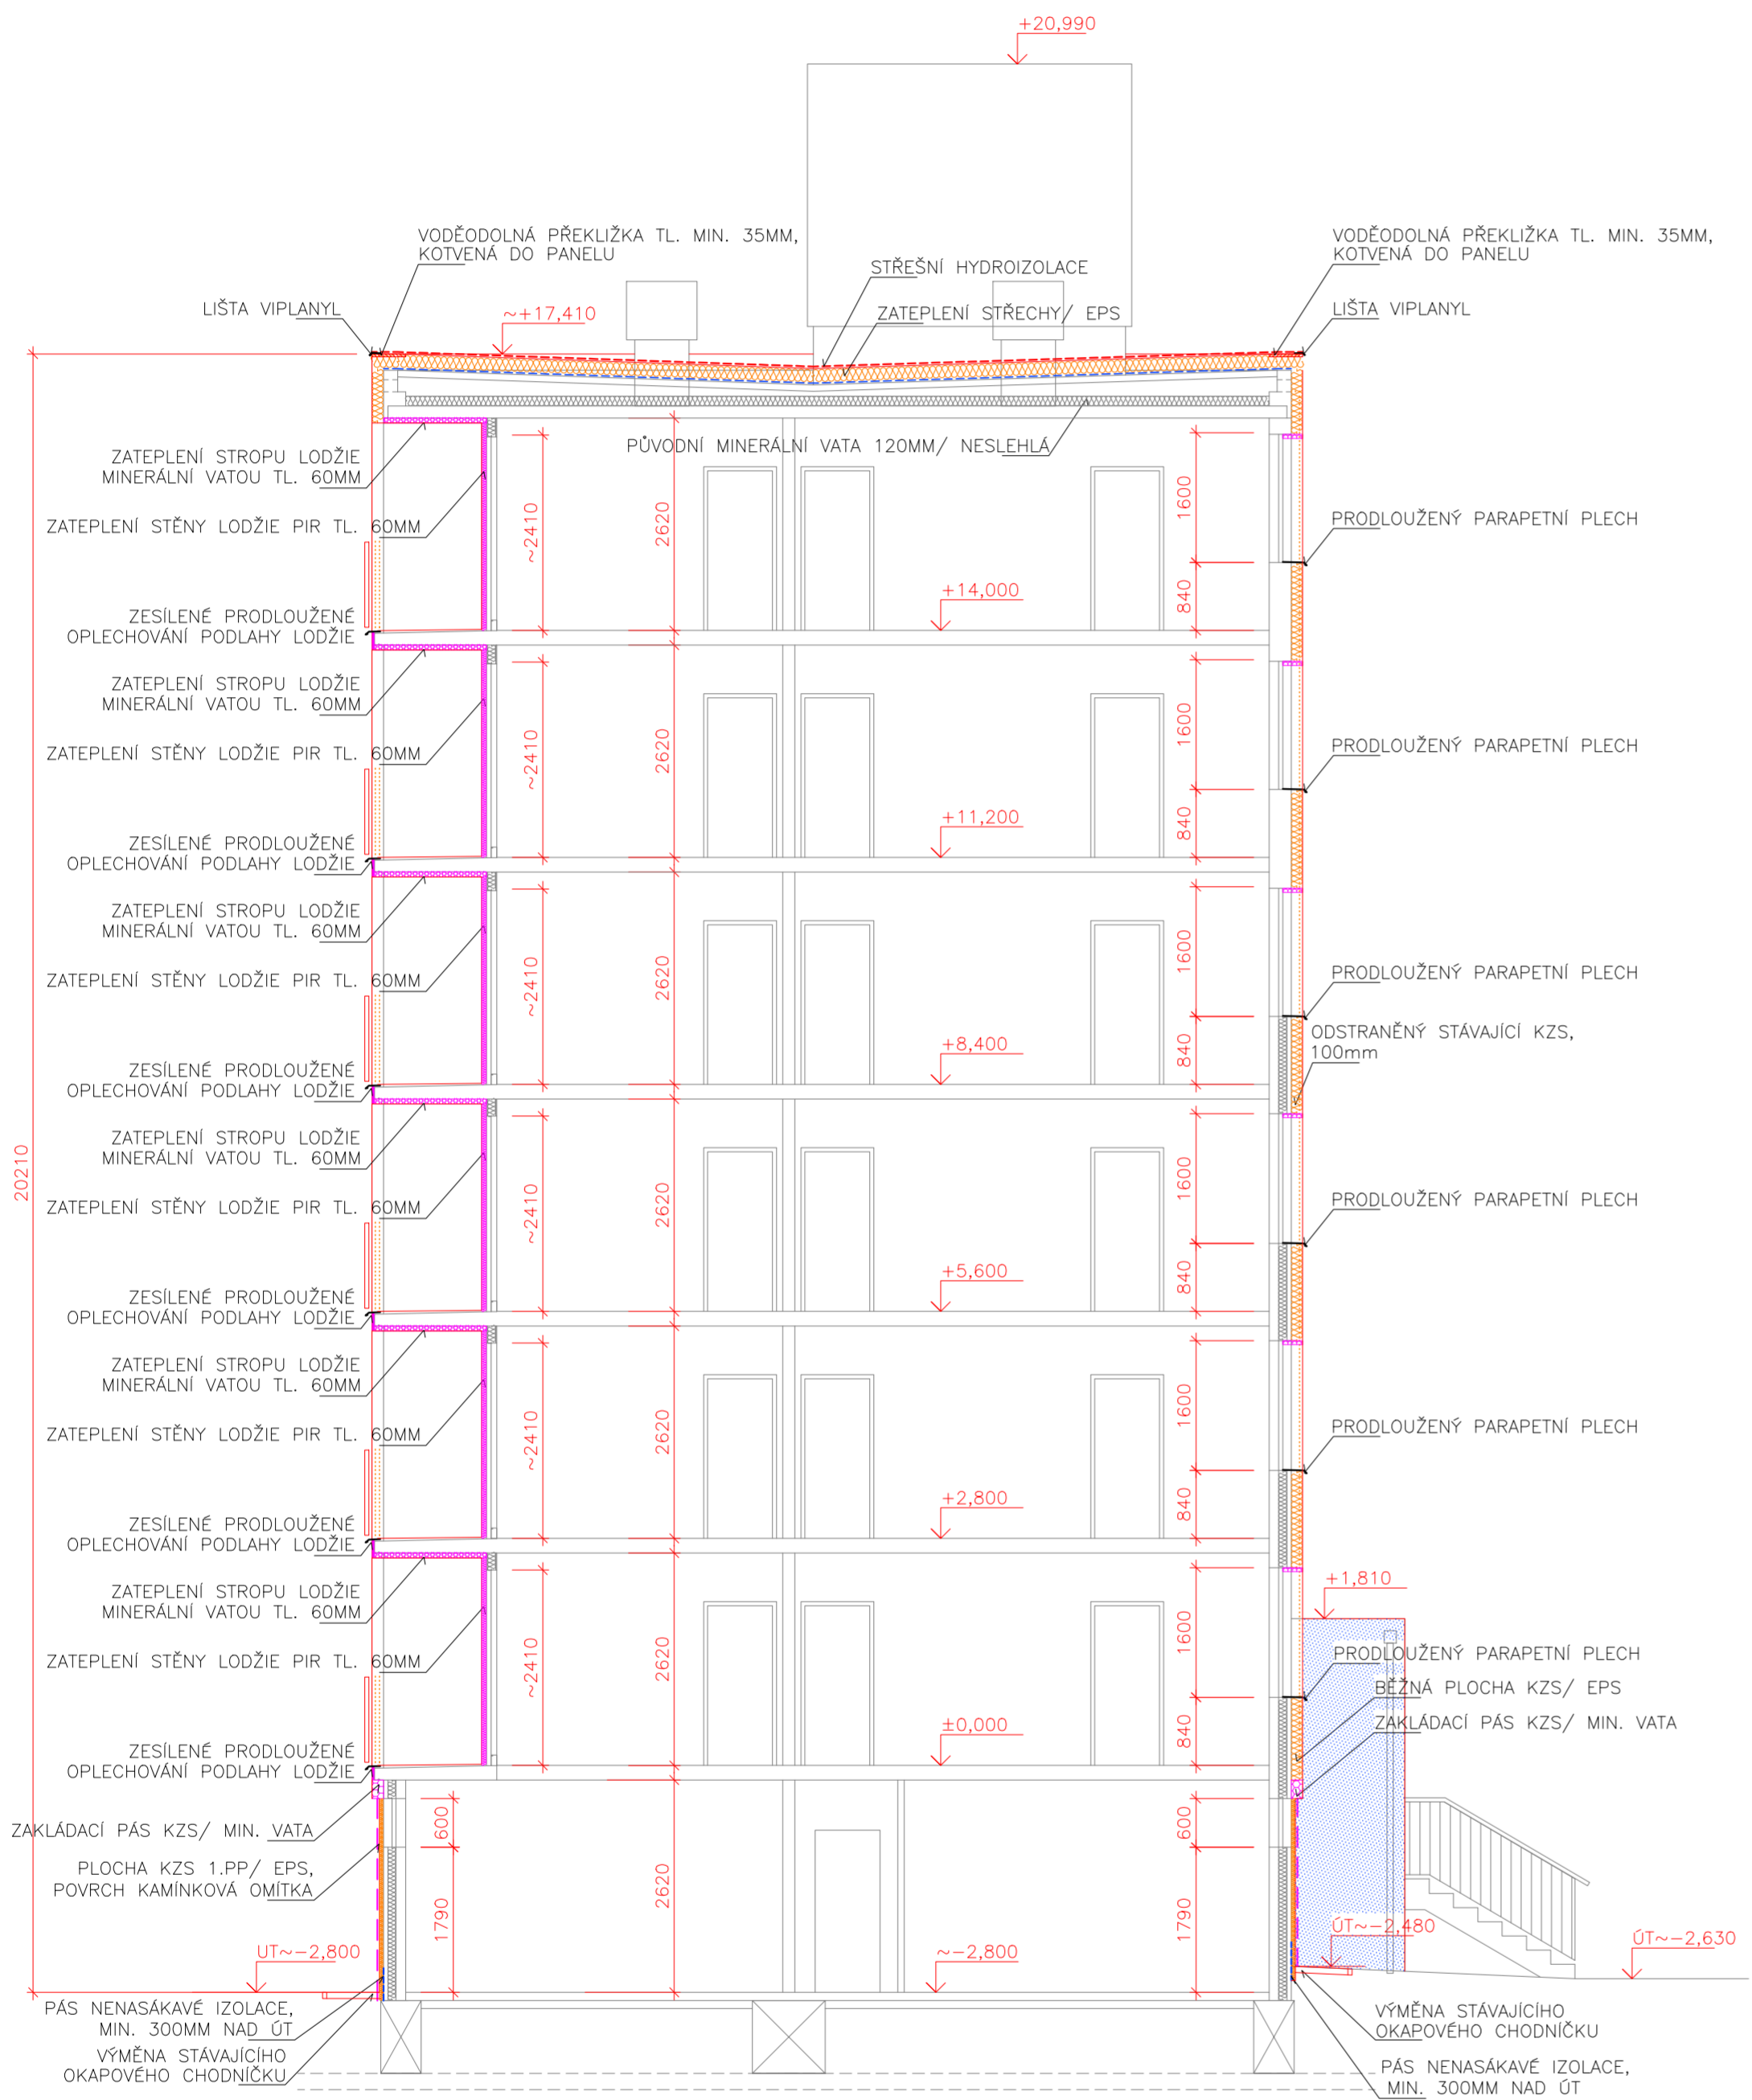 +20,990
VODĚODOLNÁ PŘEKLIŽKA TL. MIN. 35MM,
KOTVENÁ DO PANELU
VODĚODOLNÁ PŘEKLIŽKA TL. MIN. 35MM,
KOTVENÁ DO PANELU
STŘEŠNÍ HYDROIZOLACE
LIŠTA VIPLANYL
~+17,410
ZATEPLENÍ STŘECHY/ EPS
LIŠTA VIPLANYL
PŮVODNÍ MINERÁLNÍ VATA 120MM/ NESLEHLÁ
ZATEPLENÍ STROPU LODŽIE
MINERÁLNÍ VATOU TL. 60MM
ZATEPLENÍ STĚNY LODŽIE PIR TL. 60MM
~2410
2620
1600
PRODLOUŽENÝ PARAPETNÍ PLECH
+14,000
840
ZESÍLENÉ PRODLOUŽENÉ
OPLECHOVÁNÍ PODLAHY LODŽIE
ZATEPLENÍ STROPU LODŽIE
MINERÁLNÍ VATOU TL. 60MM
ZATEPLENÍ STĚNY LODŽIE PIR TL. 60MM
~2410
2620
1600
PRODLOUŽENÝ PARAPETNÍ PLECH
+11,200
840
ZESÍLENÉ PRODLOUŽENÉ
OPLECHOVÁNÍ PODLAHY LODŽIE
ZATEPLENÍ STROPU LODŽIE
MINERÁLNÍ VATOU TL. 60MM
ZATEPLENÍ STĚNY LODŽIE PIR TL. 60MM
~2410
2620
1600
PRODLOUŽENÝ PARAPETNÍ PLECH
ODSTRANĚNÝ STÁVAJÍCÍ KZS,
100mm
+8,400
840
ZESÍLENÉ PRODLOUŽENÉ
OPLECHOVÁNÍ PODLAHY LODŽIE
20210
ZATEPLENÍ STROPU LODŽIE
MINERÁLNÍ VATOU TL. 60MM
ZATEPLENÍ STĚNY LODŽIE PIR TL. 60MM
~2410
2620
1600
PRODLOUŽENÝ PARAPETNÍ PLECH
+5,600
840
ZESÍLENÉ PRODLOUŽENÉ
OPLECHOVÁNÍ PODLAHY LODŽIE
ZATEPLENÍ STROPU LODŽIE
MINERÁLNÍ VATOU TL. 60MM
ZATEPLENÍ STĚNY LODŽIE PIR TL. 60MM
~2410
2620
1600
PRODLOUŽENÝ PARAPETNÍ PLECH
+2,800
840
ZESÍLENÉ PRODLOUŽENÉ
OPLECHOVÁNÍ PODLAHY LODŽIE
ZATEPLENÍ STROPU LODŽIE
MINERÁLNÍ VATOU TL. 60MM
+1,810
ZATEPLENÍ STĚNY LODŽIE PIR TL. 60MM
~2410
2620
1600
PRODLOUŽENÝ PARAPETNÍ PLECH
BĚŽNÁ PLOCHA KZS/ EPS
ZAKLÁDACÍ PÁS KZS/ MIN. VATA
±0,000
840
ZESÍLENÉ PRODLOUŽENÉ
OPLECHOVÁNÍ PODLAHY LODŽIE
ZAKLÁDACÍ PÁS KZS/ MIN. VATA
600
600
PLOCHA KZS 1.PP/ EPS,
POVRCH KAMÍNKOVÁ OMÍTKA
1790
2620
1790
UT~−2,800
~−2,800
ÚT~−2,480
ÚT~−2,630
PÁS NENASÁKAVÉ IZOLACE,
MIN. 300MM NAD ÚT
VÝMĚNA STÁVAJÍCÍHO
OKAPOVÉHO CHODNÍČKU
VÝMĚNA STÁVAJÍCÍHO
OKAPOVÉHO CHODNÍČKU
PÁS NENASÁKAVÉ IZOLACE,
MIN. 300MM NAD ÚT